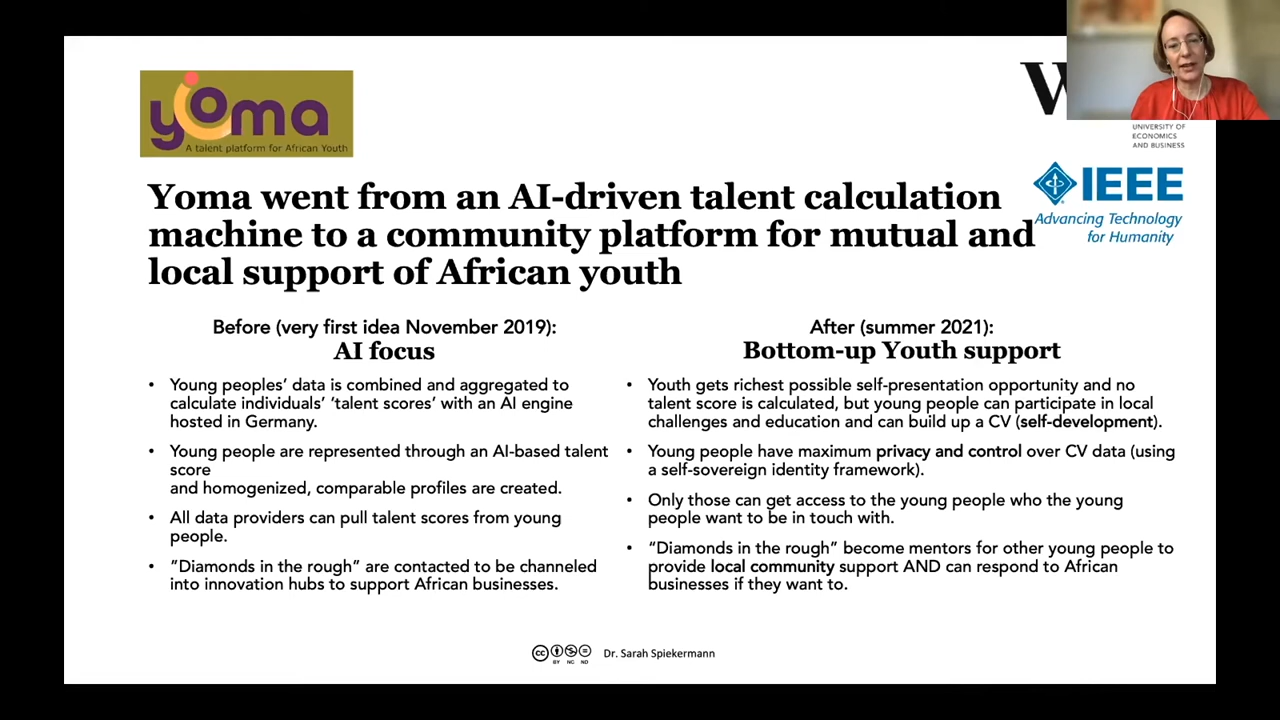 yoma
A talent platform for African Youth
W
UNIVERSITY OF
ECONOMICS
AND BUSINESS
IEEE
Advancing Technology
for Humanity
Yoma went from an AI-driven talent calculation
machine to a community platform for mutual and
local support of African youth
Before (very first idea November 2019):
AI focus
• Young peoples’ data is combined and aggregated to
calculate individuals’ ‘talent scores’ with an AI engine
hosted in Germany.
• Young people are represented through an AI-based talent
score
and homogenized, comparable profiles are created.
• All data providers can pull talent scores from young
people.
• ”Diamonds in the rough” are contacted to be channeled
into innovation hubs to support African businesses.
After (summer 2021):
Bottom-up Youth support
• Youth gets richest possible self-presentation opportunity and no
talent score is calculated, but young people can participate in local
challenges and education and can build up a CV (self-development).
• Young people have maximum privacy and control over CV data (using
a self-sovereign identity framework).
• Only those can get access to the young people who the young
people want to be in touch with.
• “Diamonds in the rough” become mentors for other young people to
provide local community support AND can respond to African
businesses if they want to.
cc
BY NC ND
Dr. Sarah Spiekermann